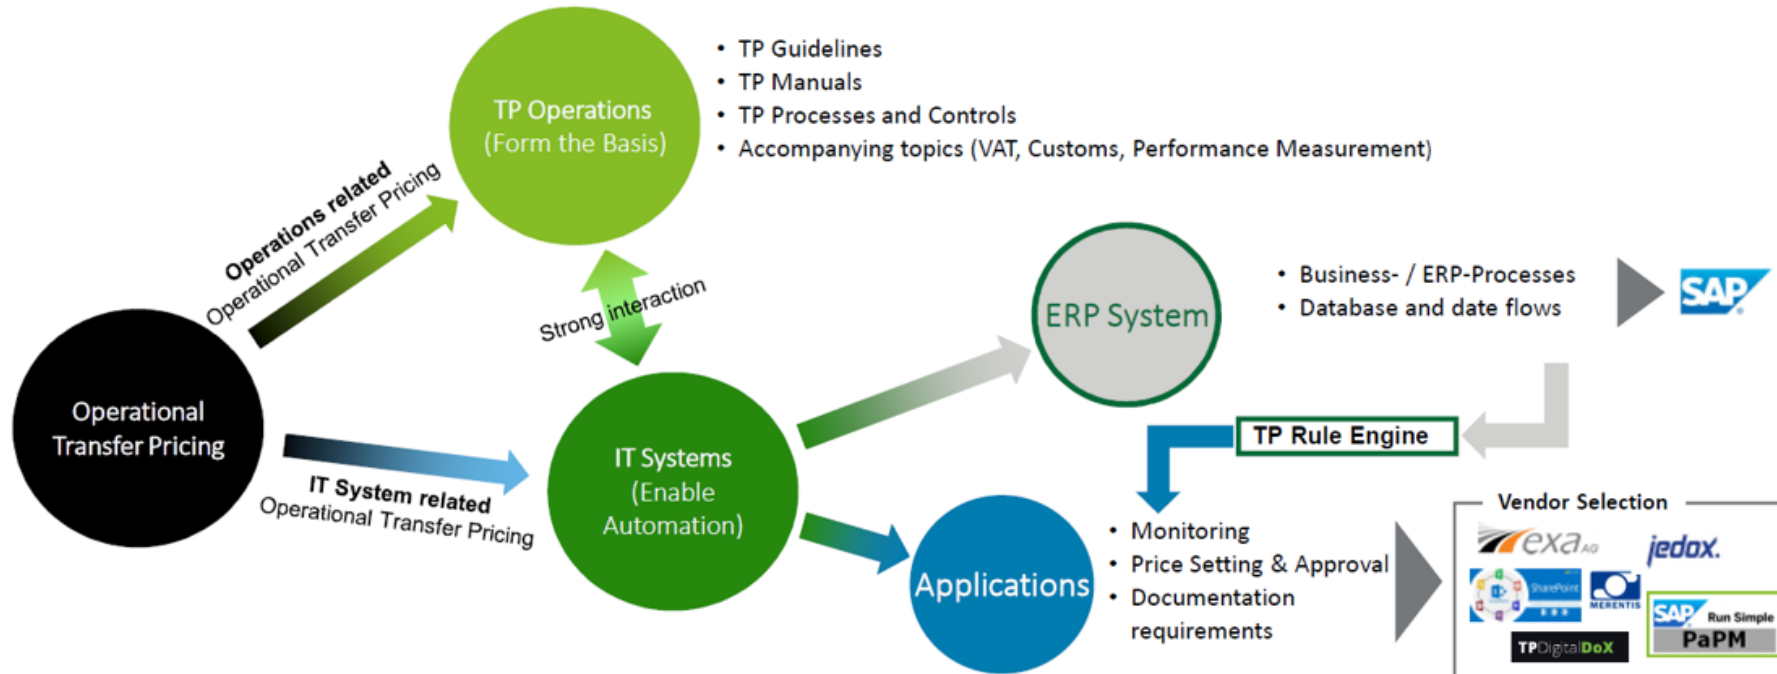 TP Operations
(Form the Basis)
• TP Guidelines
• TP Manuals
• TP Processes and Controls
• Accompanying topics (VAT, Customs, Performance Measurement)
Operations related
Operational Transfer Pricing
Strong interaction
Operational
Transfer Pricing
IT System related
Operational Transfer Pricing
IT Systems
(Enable
Automation)
ERP System
• Business- / ERP-Processes
• Database and date flows
SAP
TP Rule Engine
Applications
• Monitoring
• Price Setting & Approval
• Documentation
requirements
Vendor Selection
exa AG
jedox.
SharePoint
MERENTIS
SAP Run Simple
PaPM
TPDigitalDoX